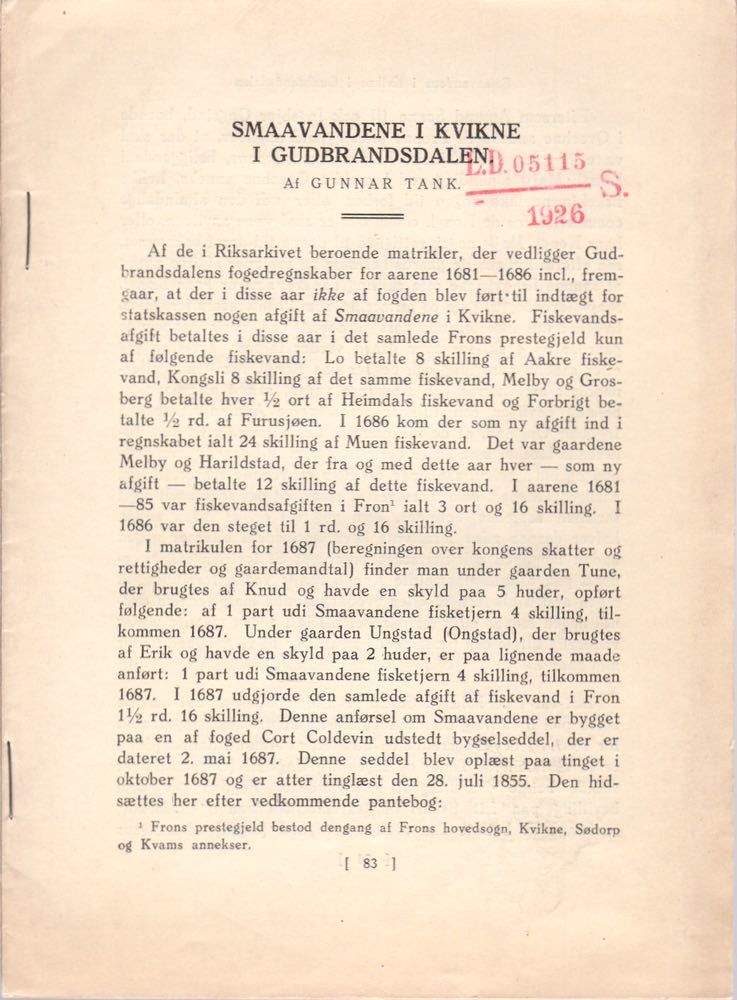 SMAAVANDENE I KVIKNE
I GUDBRANDSDALEN.
E.D. 05115
S.
1926
Af GUNNAR TANK.
Af de i Riksarkivet beroende matrikler, der vedligger Gud-
brandsdalens fogedregnskaber for aarene 1681—1686 incl., frem-
gaar, at der i disse aar ikke af fogden blev ført til indtægt for
statskassen nogen afgift af Smaavandene i Kvikne. Fiskevands-
afgift betaltes i disse aar i det samlede Frons prestegjeld kun
af følgende fiskevand: Lo betalte 8 skilling af Aakre fiske-
vand, Kongsli 8 skilling af det samme fiskevand, Melby og Gros-
berg betalte hver ½ ort af Heimdals fiskevand og Forbrigt be-
talte ½ rd. af Furusjøen. I 1686 kom der som ny afgift ind i
regnskabet ialt 24 skilling af Muen fiskevand. Det var gaardene
Melby og Harildstad, der fra og med dette aar hver — som ny
afgift — betalte 12 skilling af dette fiskevand. I aarene 1681
—85 var fiskevandsafgiften i Fron¹ ialt 3 ort og 16 skilling. I
1686 var den steget til 1 rd. og 16 skilling.
I matrikulen for 1687 (beregningen over kongens skatter og
rettigheder og gaardemandtal) finder man under gaarden Tune,
der brugtes af Knud og havde en skyld paa 5 huder, opført
følgende: af 1 part udi Smaavandene fisketjern 4 skilling, til-
kommen 1687. Under gaarden Ungstad (Ongstad), der brugtes
af Erik og havde en skyld paa 2 huder, er paa lignende maade
anført: 1 part udi Smaavandene fisketjern 4 skilling, tilkommen
1687. I 1687 udgjorde den samlede afgift af fiskevand i Fron
1½ rd. 16 skilling. Denne anførsel om Smaavandene er bygget
paa en af foged Cort Coldevin udstedt bygselseddel, der er
dateret 2. mai 1687. Denne seddel blev oplæst paa tinget i
oktober 1687 og er atter tinglæst den 28. juli 1855. Den hid-
sættes her efter vedkommende pantebog:
¹ Frons prestegjeld bestod dengang af Frons hovedsogn, Kvikne, Sødorp
og Kvams annekser.
[ 83 ]